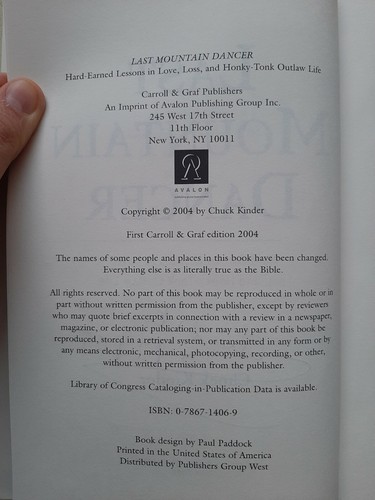 LAST MOUNTAIN DANCER
Hard-Earned Lessons in Love, Loss, and Honky-Tonk Outlaw Life
Carroll & Graf Publishers
An Imprint of Avalon Publishing Group Inc.
245 West 17th Street
11th Floor
New York, NY 10011
AVALON
Copyright © 2004 by Chuck Kinder
First Carroll & Graf edition 2004
The names of some people and places in this book have been changed.
Everything else is as literally true as the Bible.
All rights reserved. No part of this book may be reproduced in whole or in
part without written permission from the publisher, except by reviewers
who may quote brief excerpts in connection with a review in a newspaper,
magazine, or electronic publication; nor may any part of this book be
reproduced, stored in a retrieval system, or transmitted in any form or by
any means electronic, mechanical, photocopying, recording, or other,
without written permission from the publisher.
Library of Congress Cataloging-in-Publication Data is available.
ISBN: 0-7867-1406-9
Book design by Paul Paddock
Printed in the United States of America
Distributed by Publishers Group West